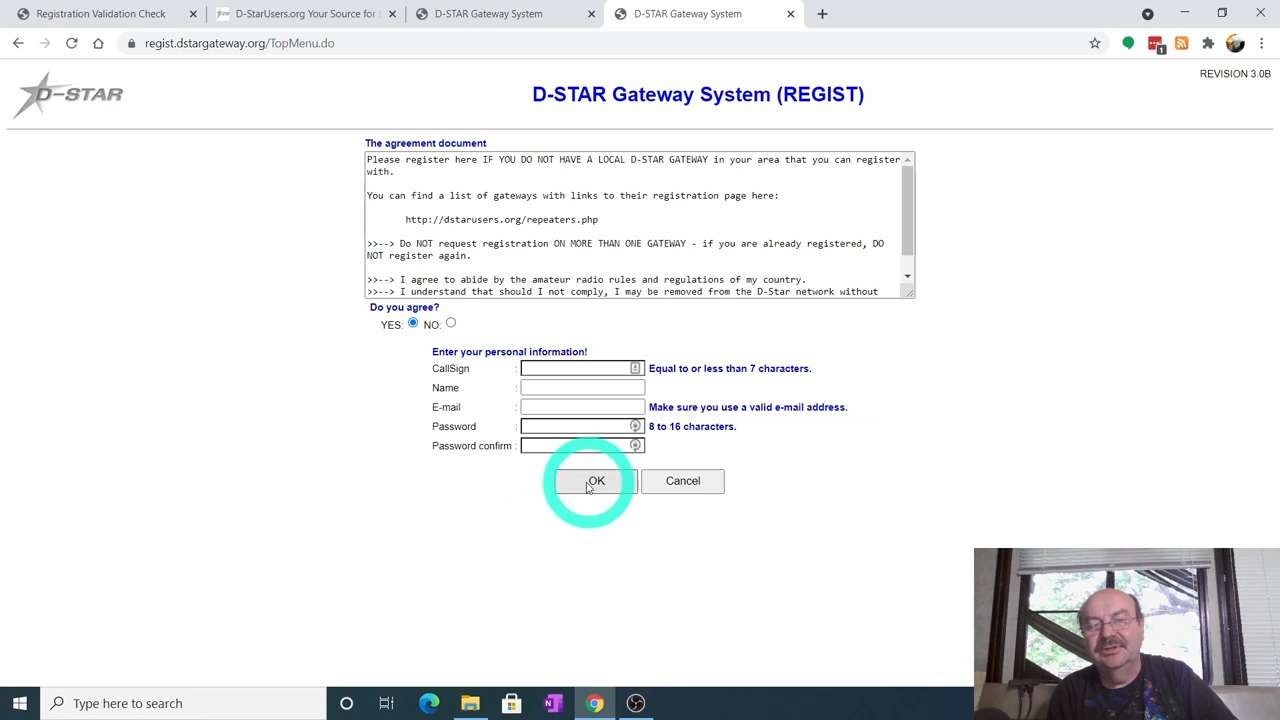 Registration Validation Check
D-StarUsers.org Your Source for
D-STAR Gateway System
D-STAR Gateway System
regist.dstargateway.org/TopMenu.do
1
REVISION 3.0B
D-STAR
D-STAR Gateway System (REGIST)
The agreement document
Please register here IF YOU DO NOT HAVE A LOCAL D-STAR GATEWAY in your area that you can register
with.
You can find a list of gateways with links to their registration page here:
http://dstarusers.org/repeaters.php
>>--> Do NOT request registration ON MORE THAN ONE GATEWAY - if you are already registered, DO
NOT register again.
>>--> I agree to abide by the amateur radio rules and regulations of my country.
>>--> I understand that should I not comply, I may be removed from the D-Star network without
Do you agree?
YES: NO:
Enter your personal information!
CallSign : Equal to or less than 7 characters.
Name :
E-mail : Make sure you use a valid e-mail address.
Password : 8 to 16 characters.
Password confirm :
OK Cancel
Type here to search